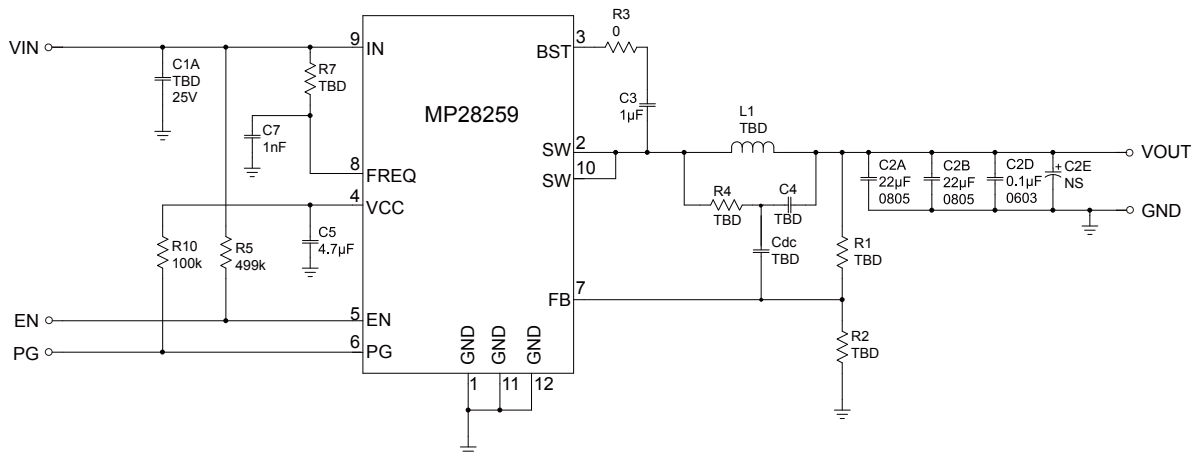 VIN
C1A
TBD
25V
R7
TBD
C7
1nF
R10
100k
R5
499k
C5
4.7µF
EN
PG
9
IN
8
FREQ
4
VCC
5
EN
6
PG
MP28259
3
BST
2
SW
10
SW
7
FB
GND
GND
GND
1
11
12
R3
0
C3
1µF
L1
TBD
R4
TBD
C4
TBD
Cdc
TBD
R1
TBD
R2
TBD
C2A
22µF
0805
C2B
22µF
0805
C2D
0.1µF
0603
+
C2E
NS
VOUT
GND